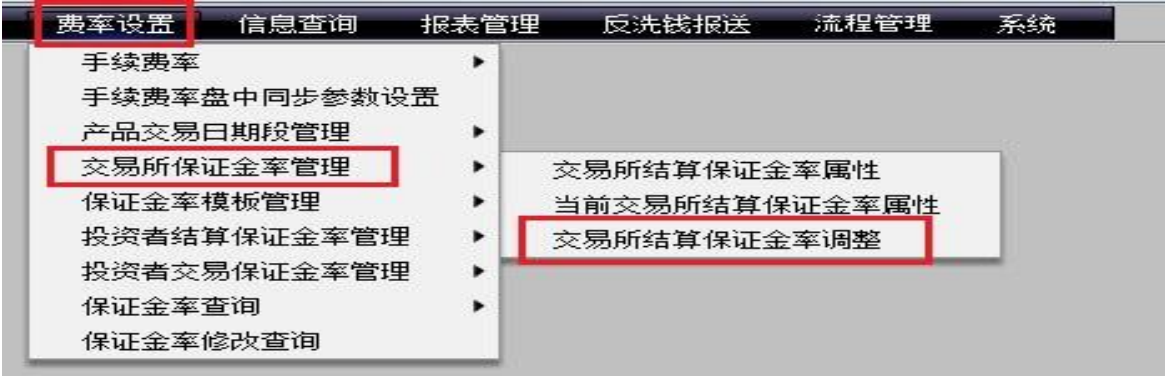 费率设置 信息查询 报表管理 反洗钱报送 流程管理 系统
手续费率
手续费率盘中同步参数设置
产品交易日期段管理
交易所保证金率管理
保证金率模板管理
投资者结算保证金率管理
投资者交易保证金率管理
保证金率查询
保证金率修改查询
交易所结算保证金率属性
当前交易所结算保证金率属性
交易所结算保证金率调整